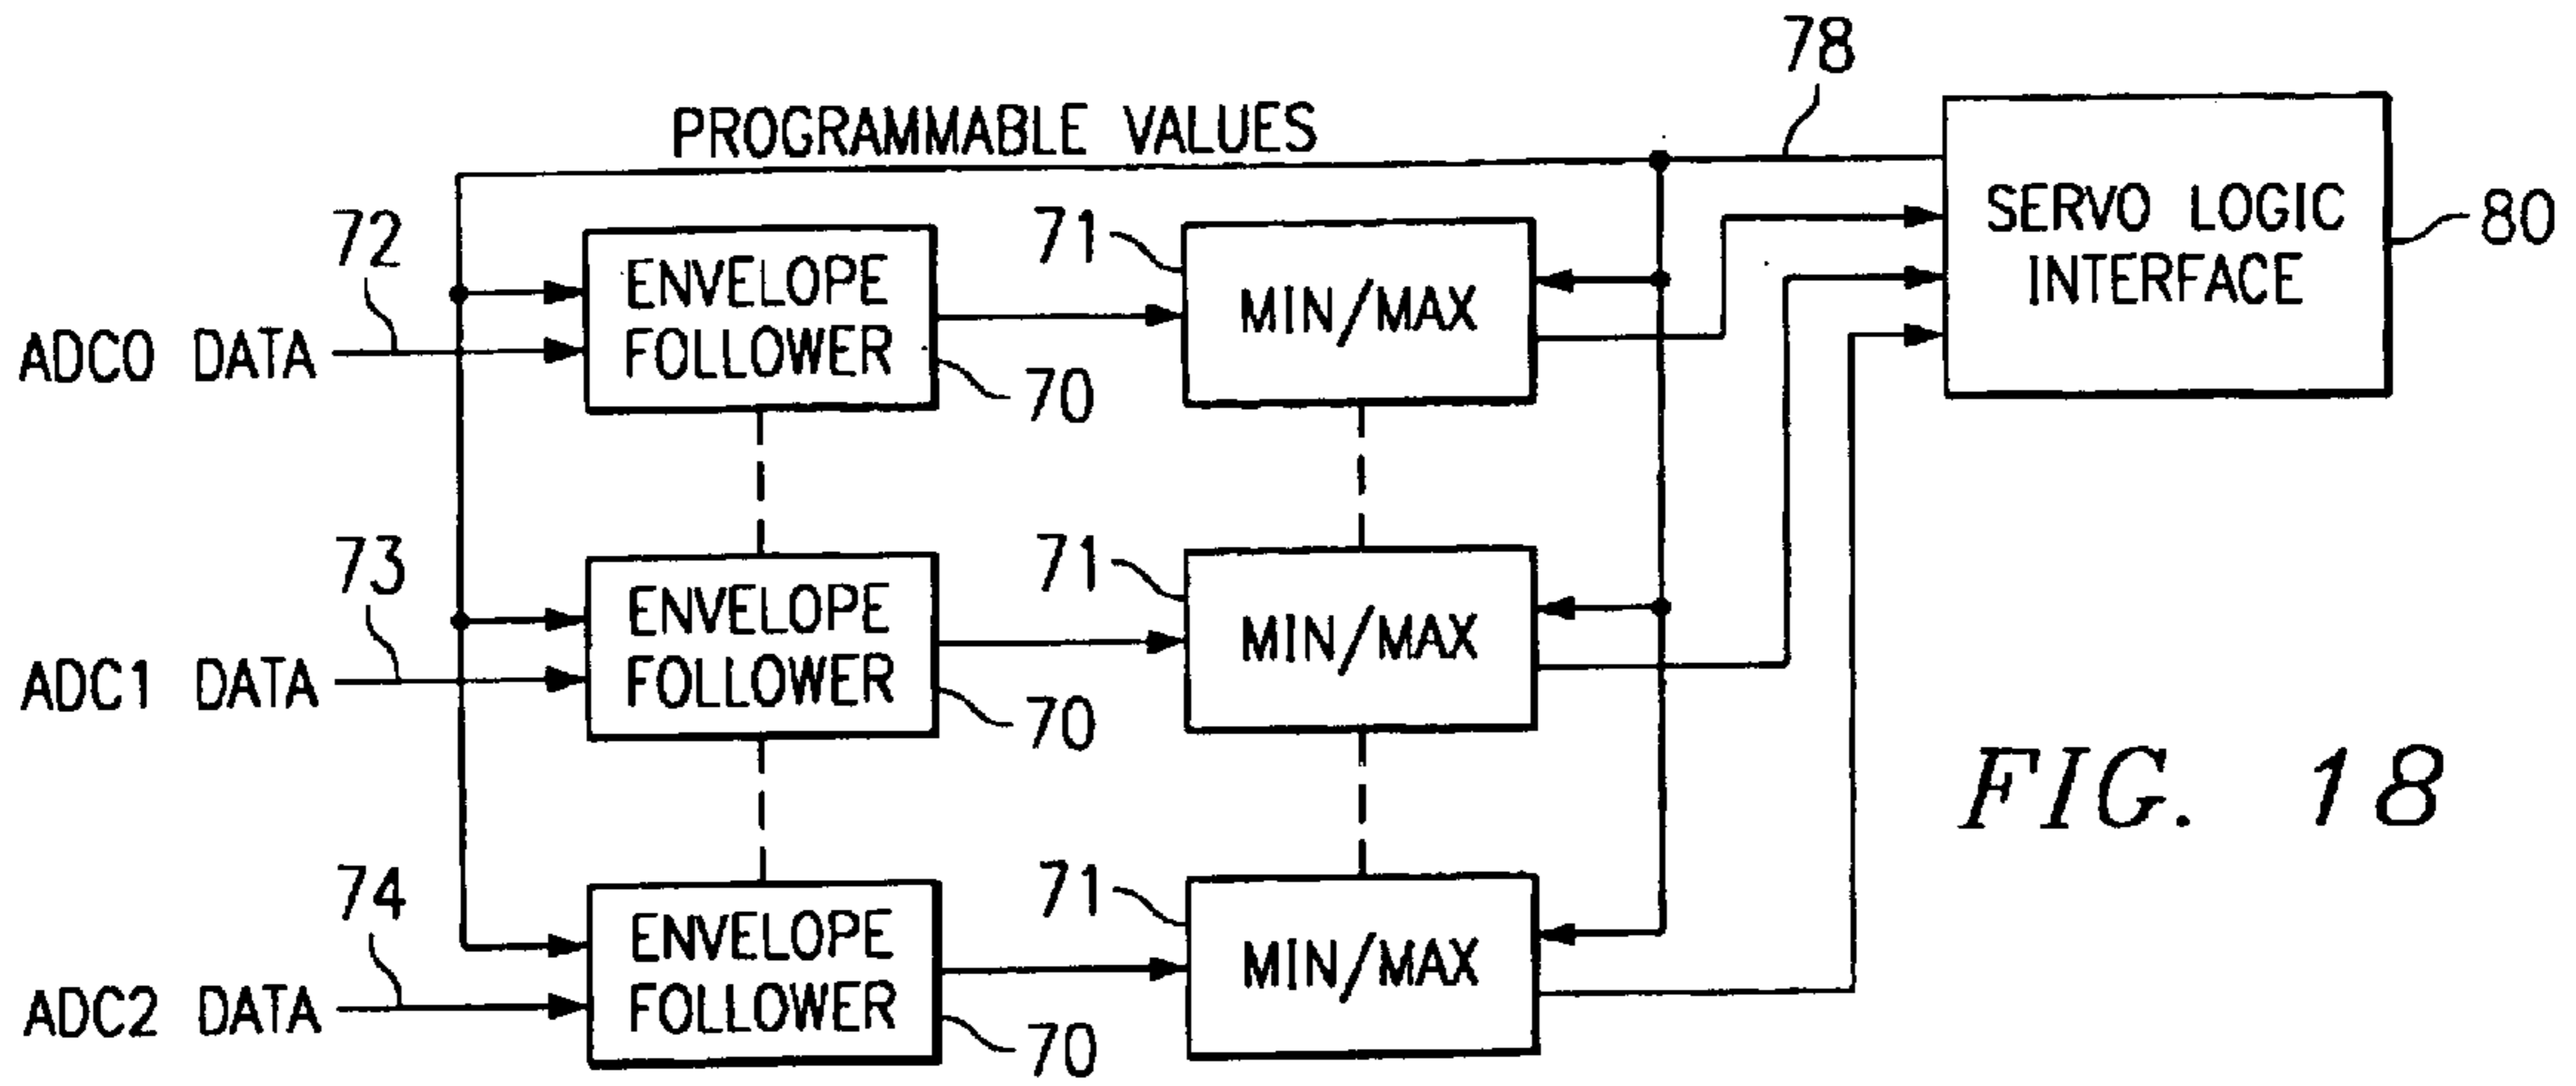 78
PROGRAMMABLE VALUES
SERVO LOGIC
INTERFACE
80
72
ADC0 DATA
ENVELOPE
FOLLOWER
70
71
MIN/MAX
73
ADC1 DATA
ENVELOPE
FOLLOWER
70
71
MIN/MAX
74
ADC2 DATA
ENVELOPE
FOLLOWER
70
71
MIN/MAX
FIG. 18